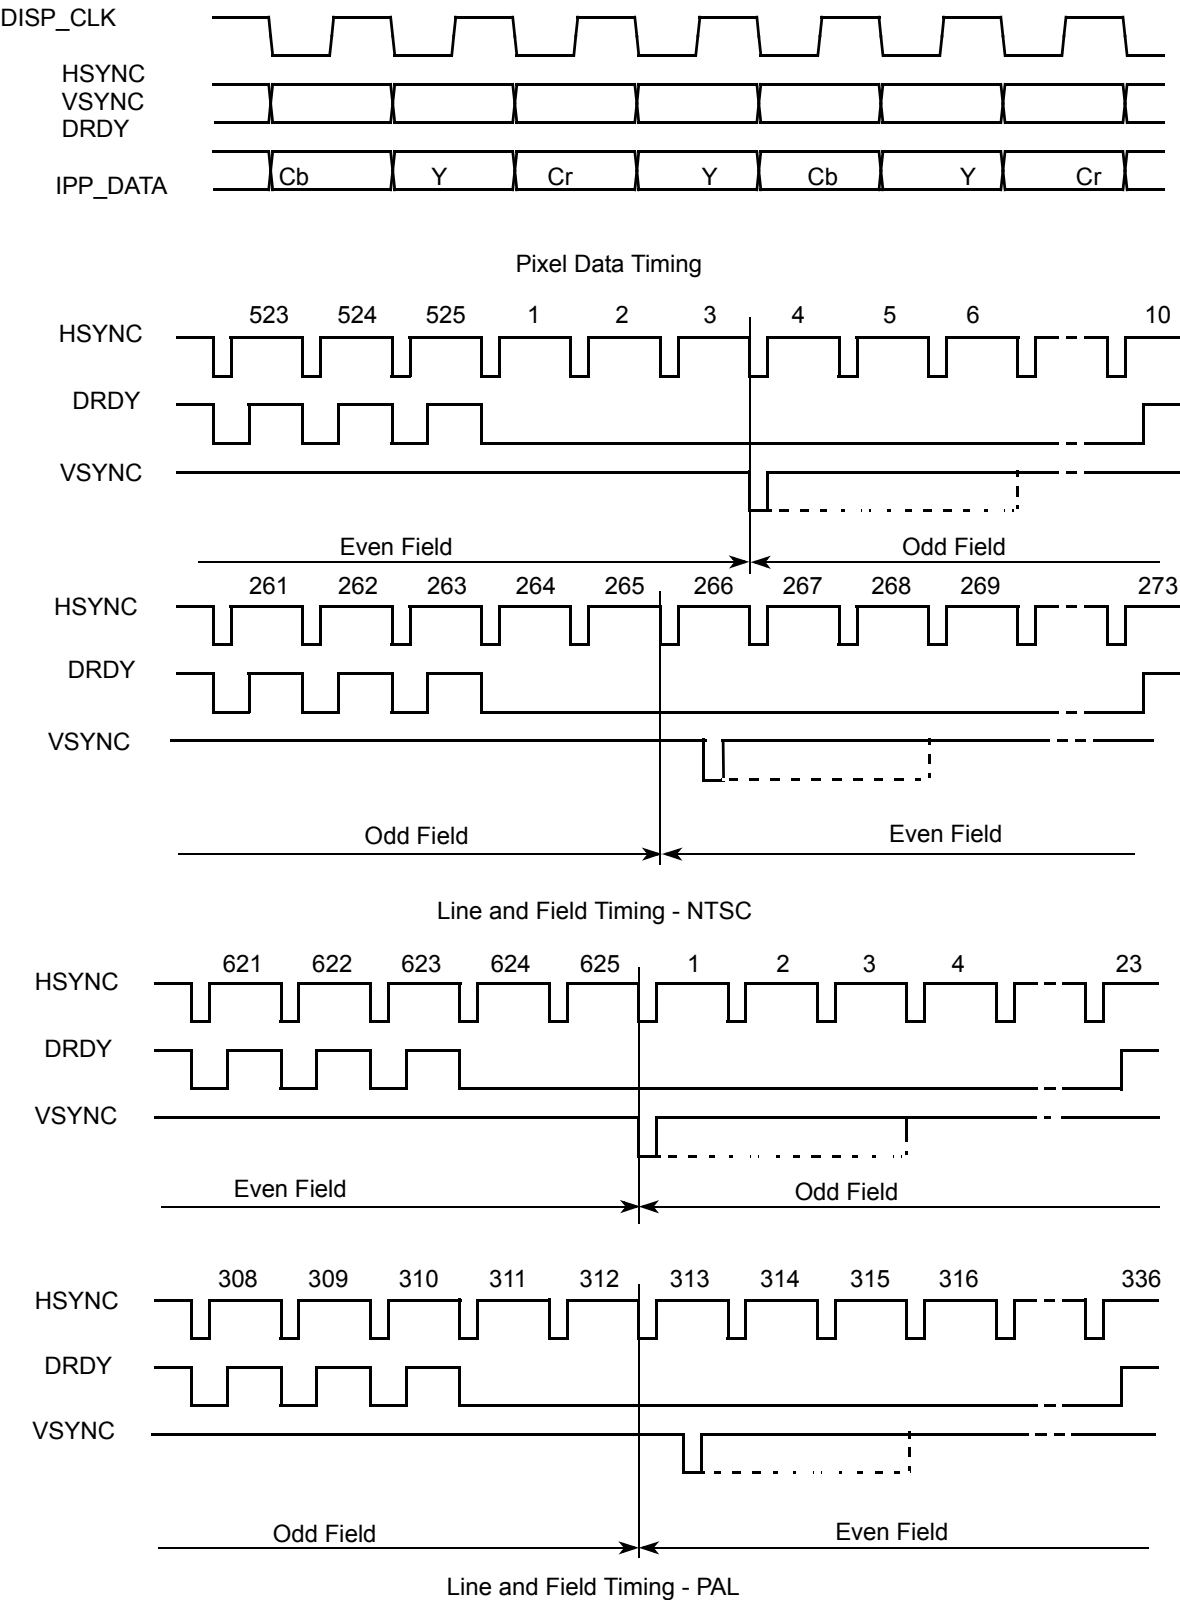 DISP_CLK
HSYNC
VSYNC
DRDY
IPP_DATA Cb Y Cr Y Cb Y Cr
Pixel Data Timing
523 524 525 1 2 3 4 5 6 10
HSYNC
DRDY
VSYNC
Even Field Odd Field
261 262 263 264 265 266 267 268 269 273
HSYNC
DRDY
VSYNC
Odd Field Even Field
Line and Field Timing - NTSC
621 622 623 624 625 1 2 3 4 23
HSYNC
DRDY
VSYNC
Even Field Odd Field
308 309 310 311 312 313 314 315 316 336
HSYNC
DRDY
VSYNC
Odd Field Even Field
Line and Field Timing - PAL